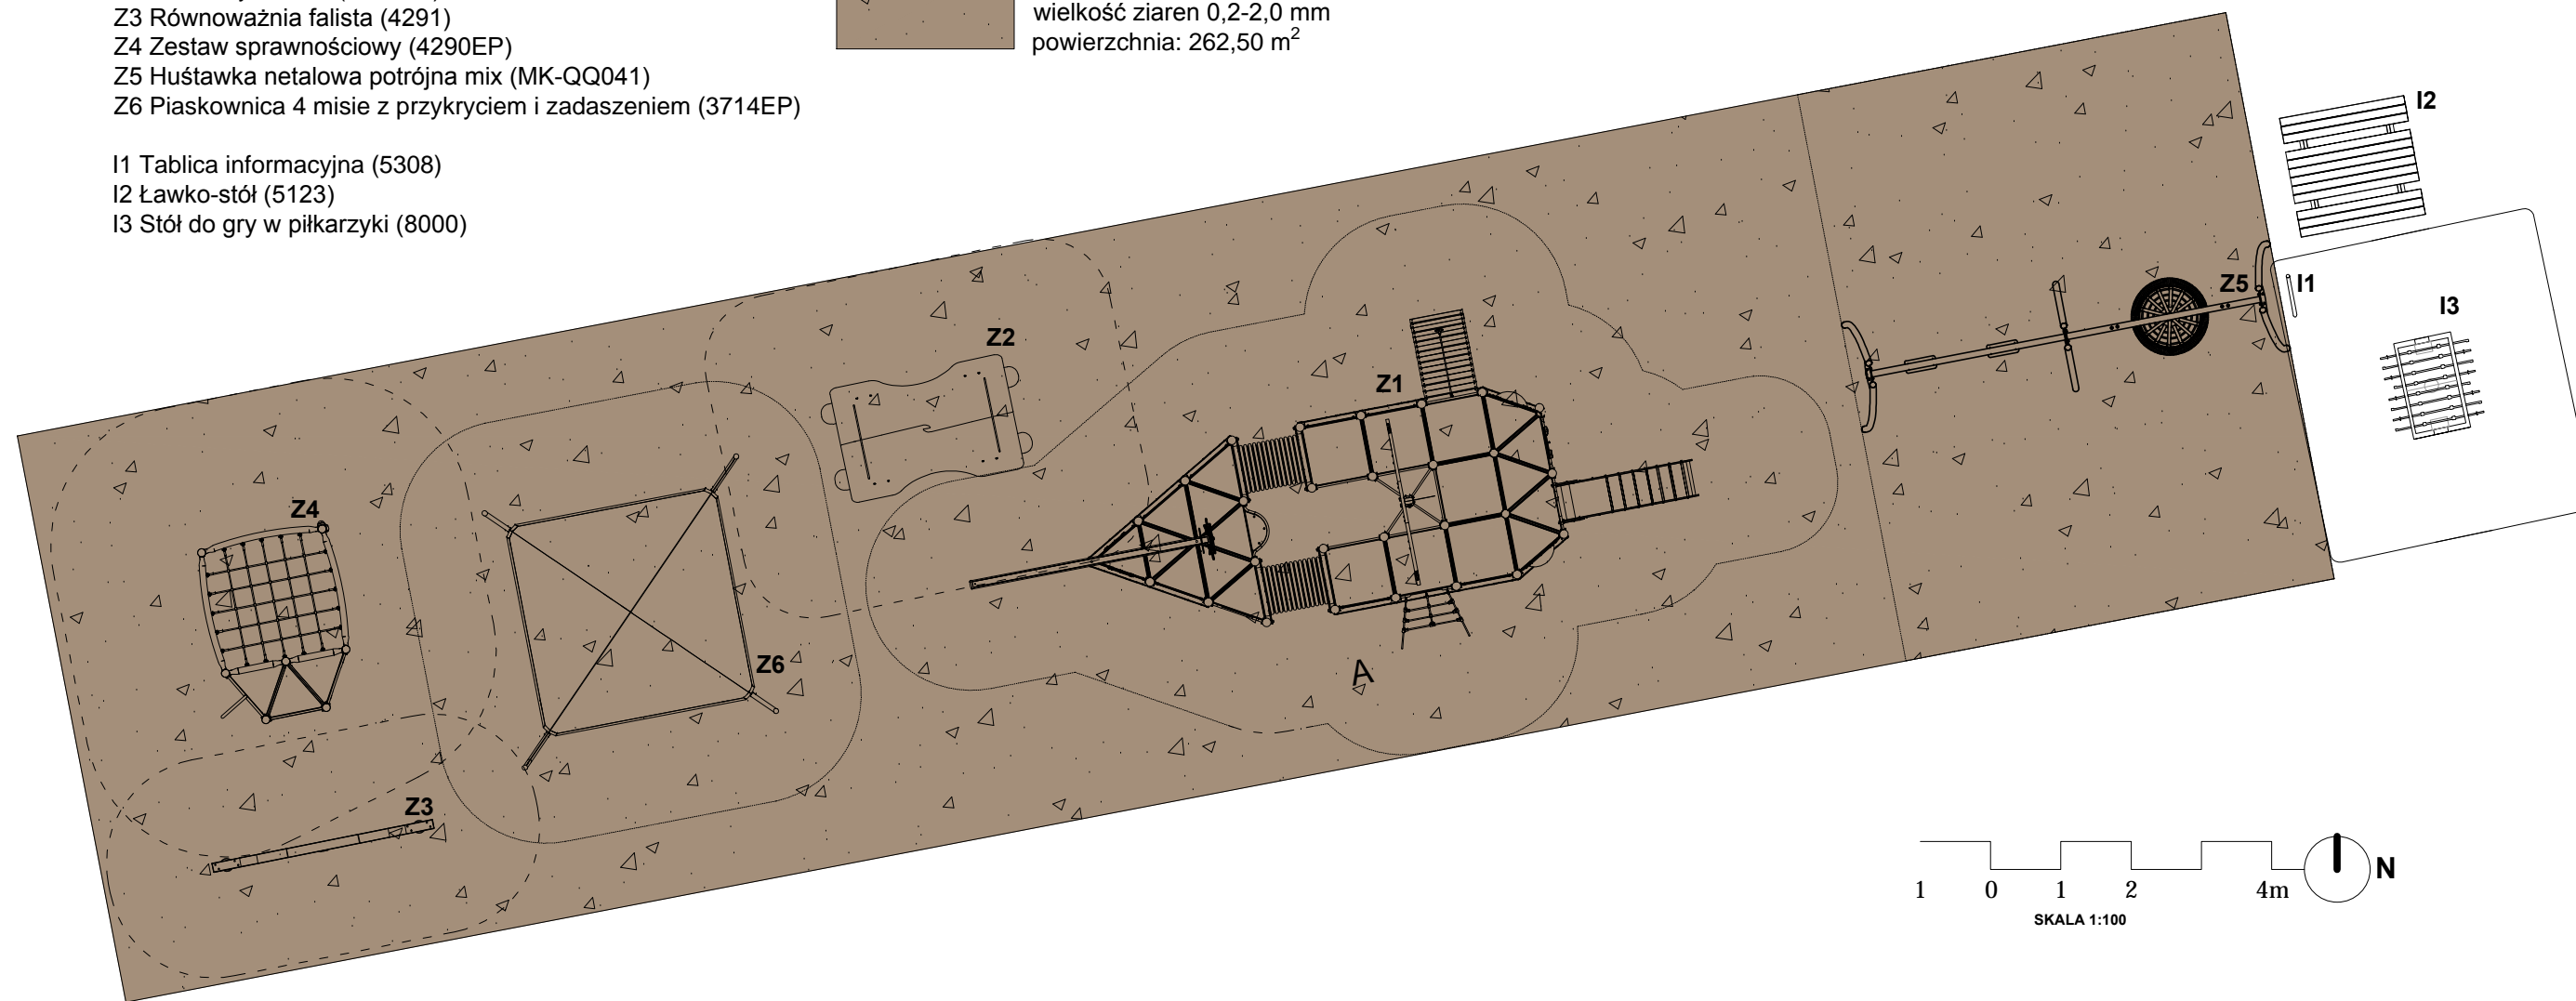 Z3 Równoważnia falista (4291)
Z4 Zestaw sprawnościowy (4290EP)
Z5 Huśtawka netalowa potrójna mix (MK-QQ041)
Z6 Piaskownica 4 misie z przykryciem i zadaszeniem (3714EP)
I1 Tablica informacyjna (5308)
I2 Ławko-stół (5123)
I3 Stół do gry w piłkarzyki (8000)
wielkość ziaren 0,2-2,0 mm
powierzchnia: 262,50 m²
I2
Z5
I1
I3
Z2
Z1
Z4
Z6
A
Z3
N
1 0 1 2 4m
SKALA 1:100